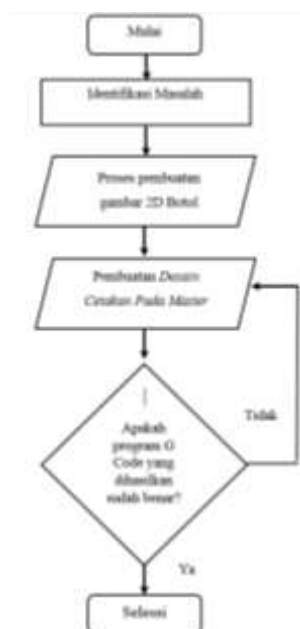 Mulai
Identifikasi Masalah
Proses pembuatan
gambar 2D Botol
Pembuatan Desain
Cetakan Pada Master
Apakah
program G
Code yang
dihasilkan
sudah benar?
Tidak
Ya
Selesai